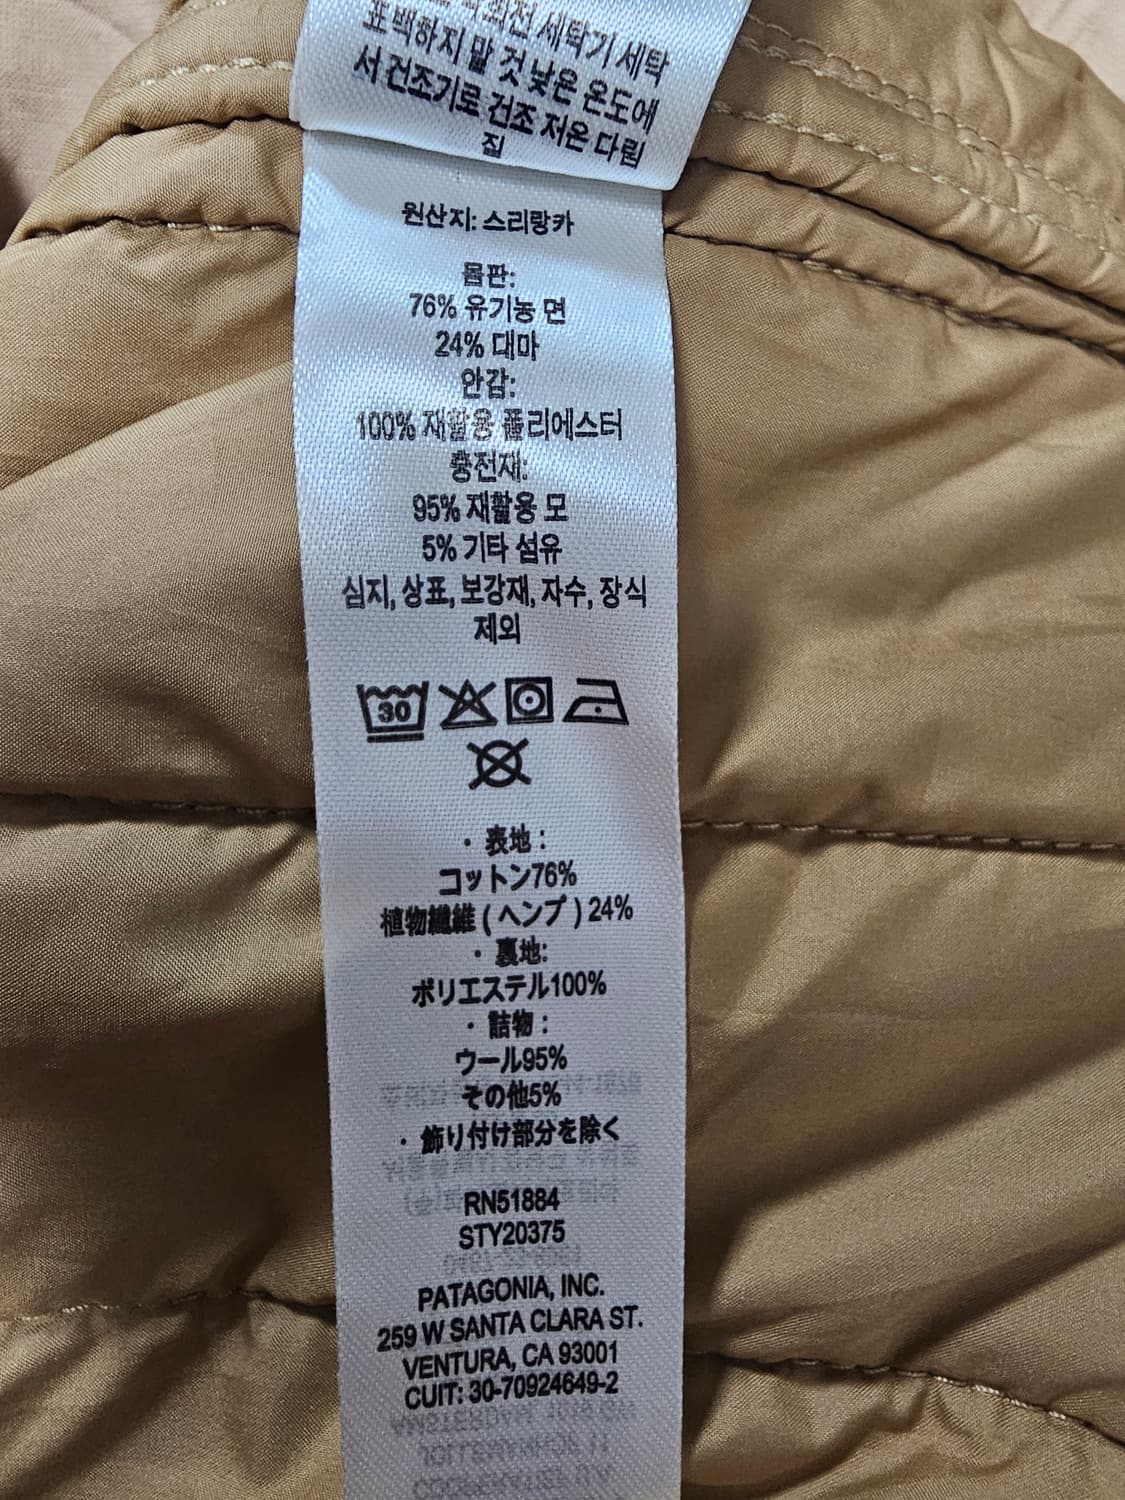 회전 세탁기 세탁
표백하지 말 것 낮은 온도에
서 건조기로 건조 저온 다림
질
원산지: 스리랑카
몸판:
76% 유기농 면
24% 대마
안감:
100% 재활용 폴리에스터
충전재:
95% 재활용 모
5% 기타 섬유
심지, 상표, 보강재, 자수, 장식
제외
30
・表地：
コットン76%
植物繊維 ( ヘンプ ) 24%
・裏地:
ポリエステル100%
・詰物：
ウール95%
その他5%
・飾り付け部分を除く
RN51884
STY20375
PATAGONIA, INC.
259 W SANTA CLARA ST.
VENTURA, CA 93001
CUIT: 30-70924649-2